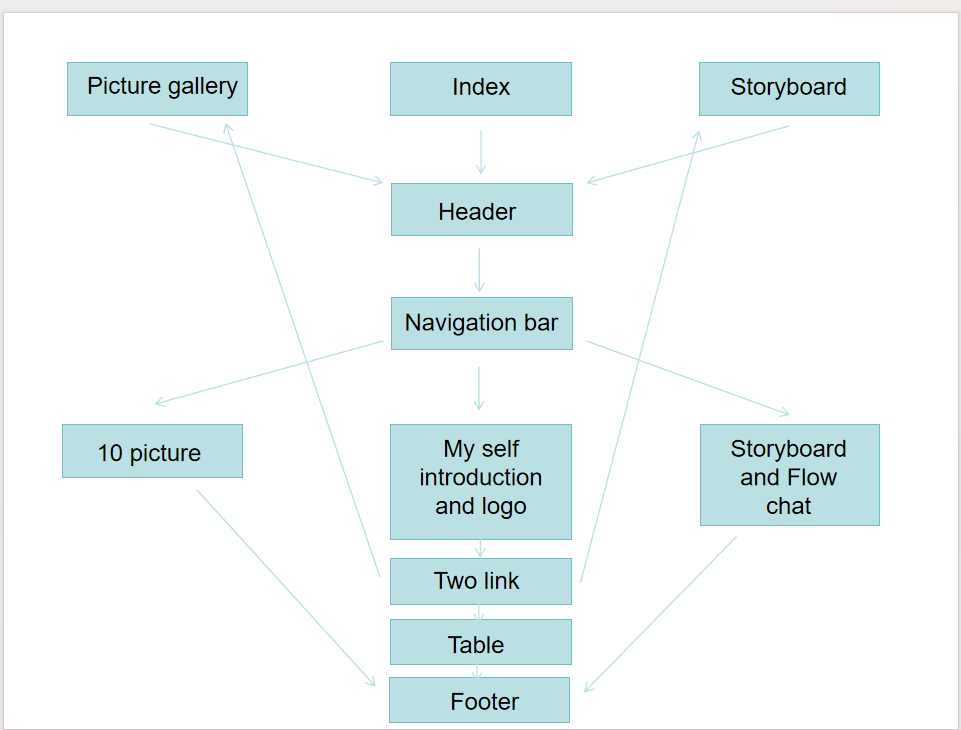 Picture gallery
Index
Storyboard
Header
Navigation bar
10 picture
My self
introduction
and logo
Storyboard
and Flow
chat
Two link
Table
Footer